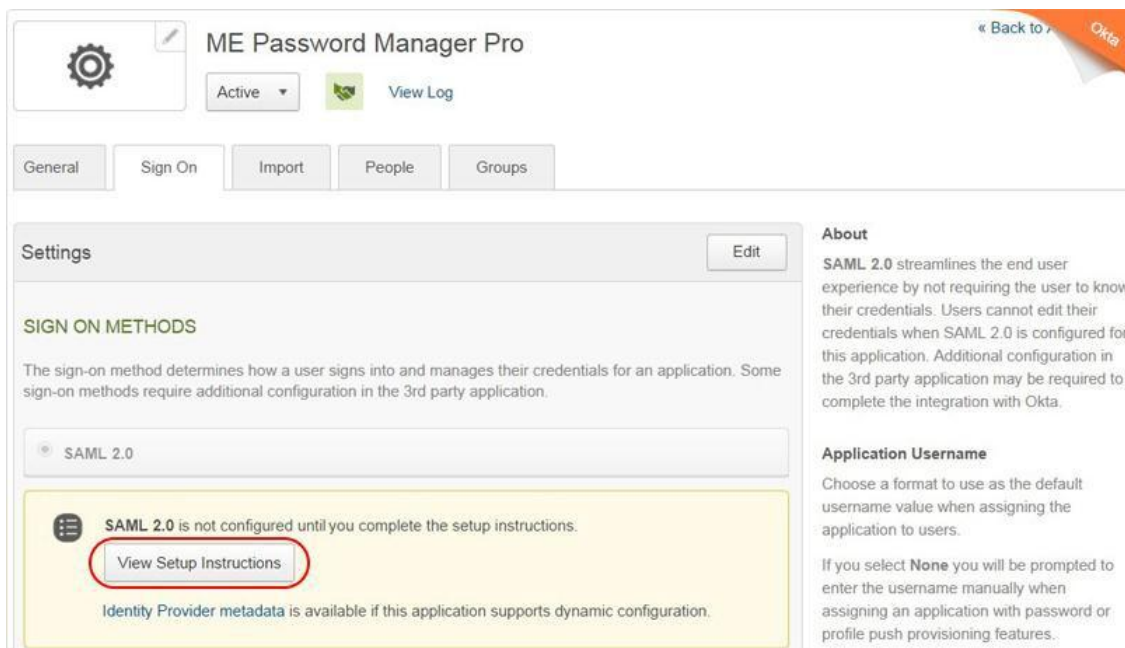 ME Password Manager Pro
« Back to
Okta
Active
View Log
General
Sign On
Import
People
Groups
Settings
Edit
SIGN ON METHODS
The sign-on method determines how a user signs into and manages their credentials for an application. Some
sign-on methods require additional configuration in the 3rd party application.
SAML 2.0
SAML 2.0 is not configured until you complete the setup instructions.
View Setup Instructions
Identity Provider metadata is available if this application supports dynamic configuration.
About
SAML 2.0 streamlines the end user
experience by not requiring the user to know
their credentials. Users cannot edit their
credentials when SAML 2.0 is configured for
this application. Additional configuration in
the 3rd party application may be required to
complete the integration with Okta.
Application Username
Choose a format to use as the default
username value when assigning the
application to users.
If you select None you will be prompted to
enter the username manually when
assigning an application with password or
profile push provisioning features.